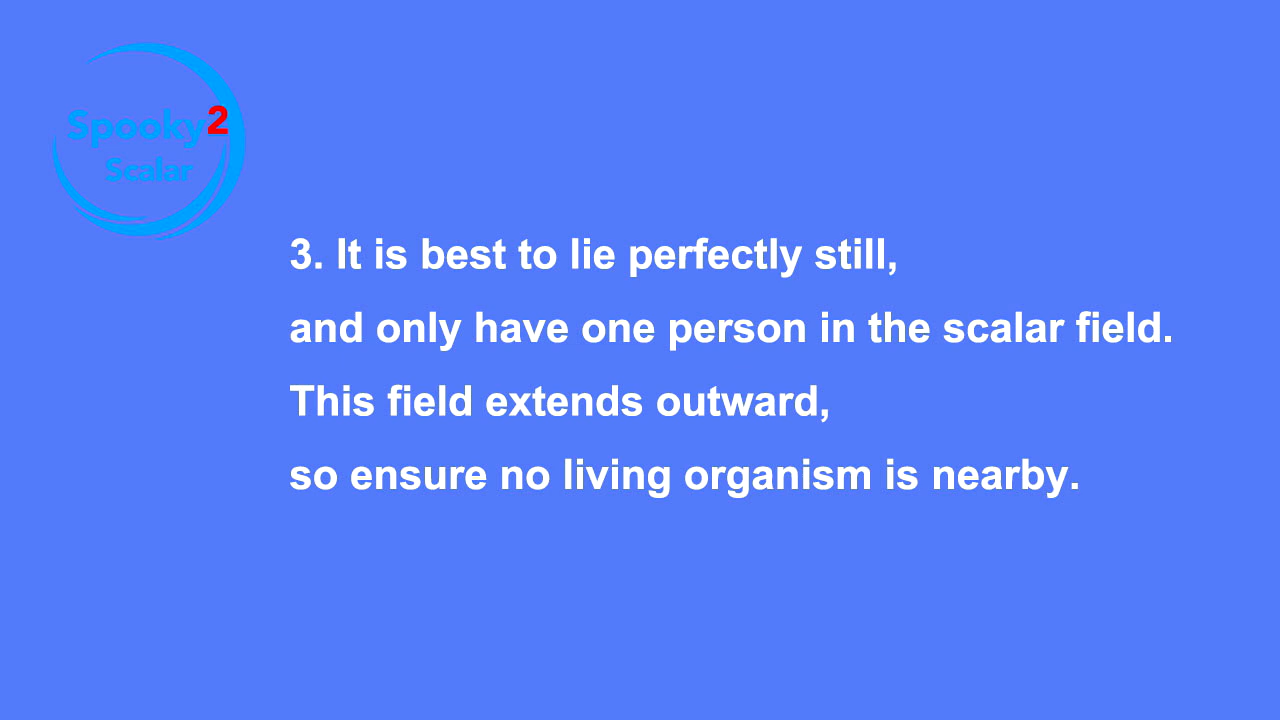 Spooky2
Scalar
3. It is best to lie perfectly still,
and only have one person in the scalar field.
This field extends outward,
so ensure no living organism is nearby.